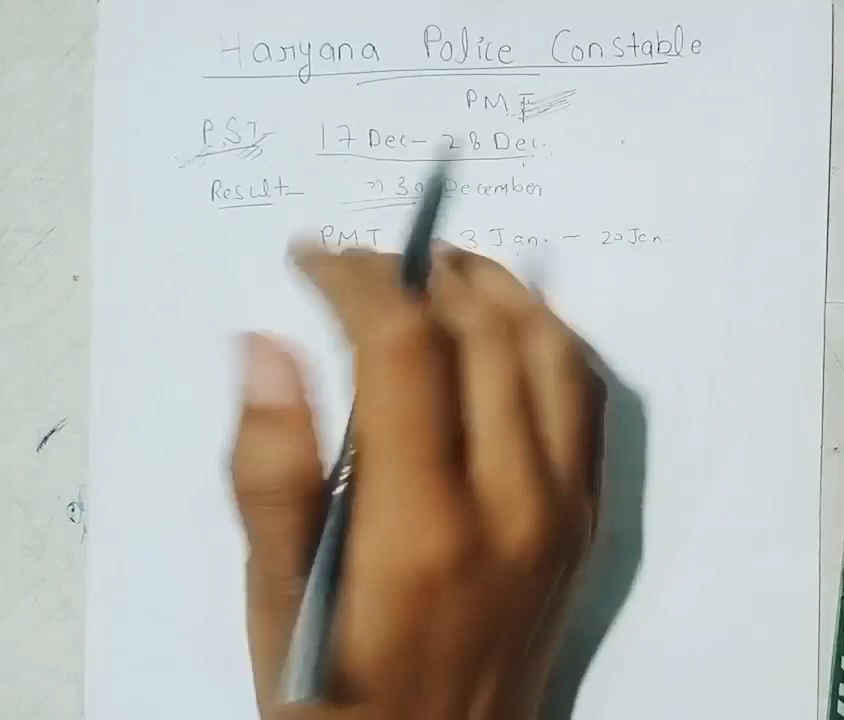 Haryana Police Constable
PMT
PST 17 Dec - 28 Dec.
Result → 30 December
PMT 3 Jan. - 20 Jan.